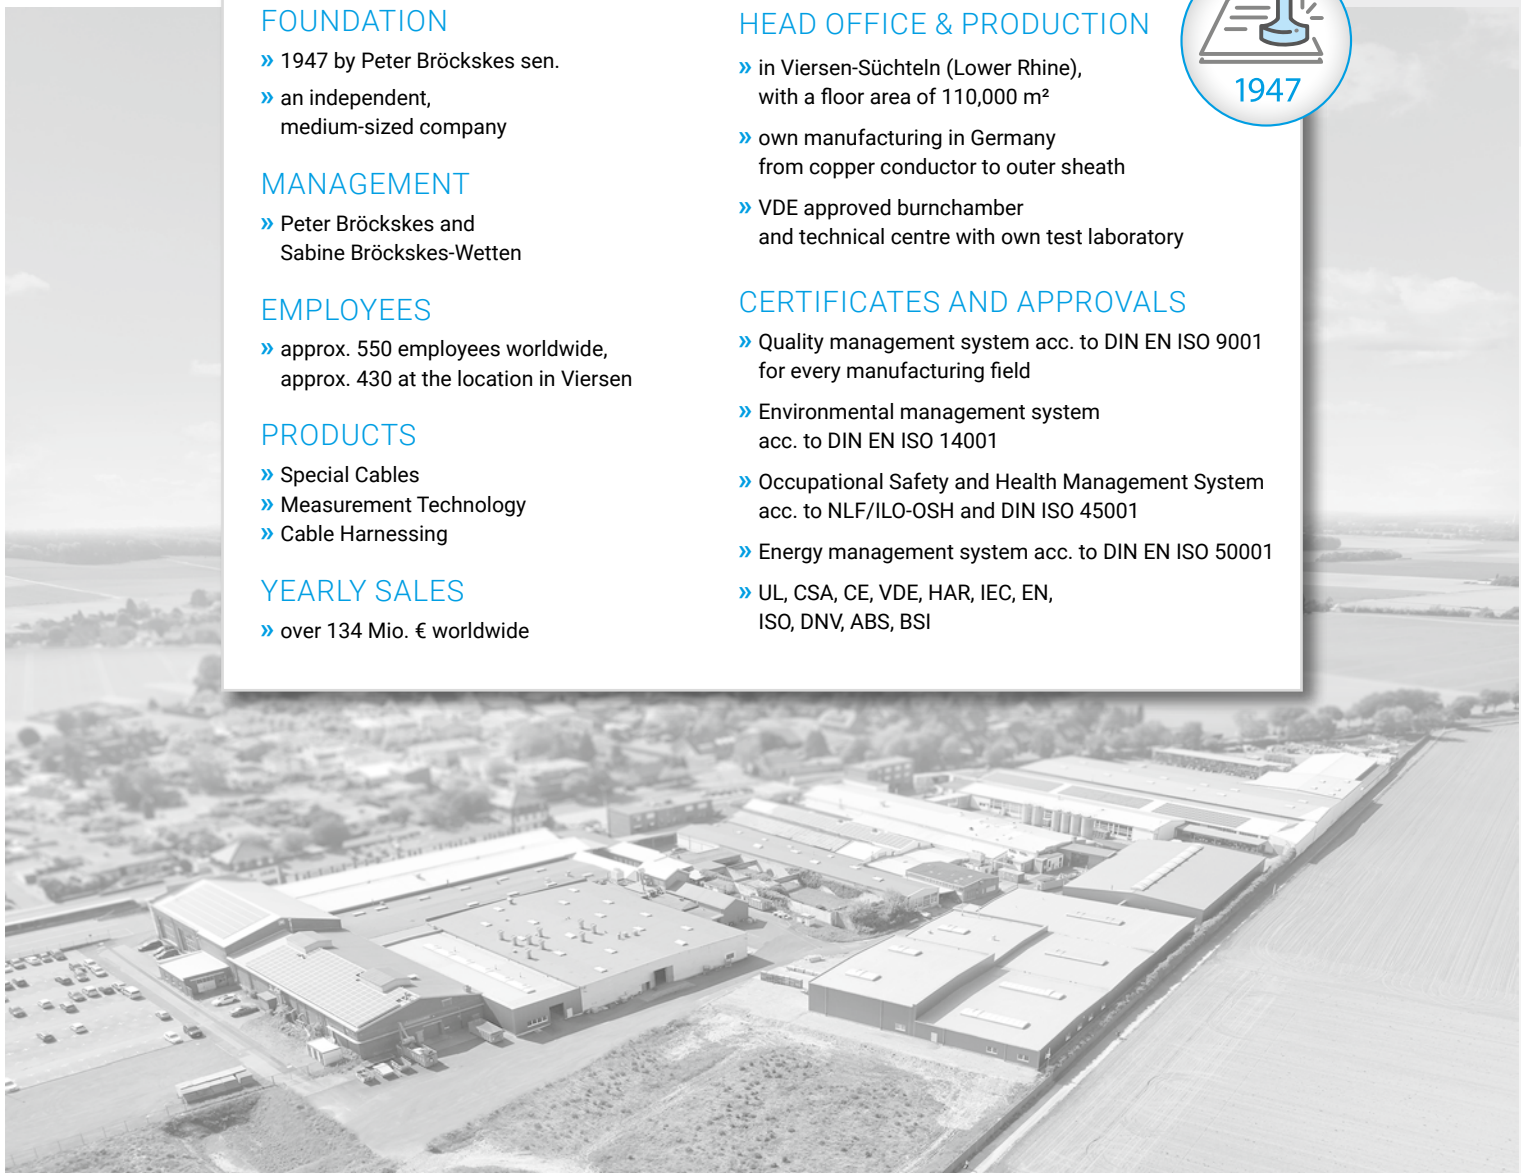 FOUNDATION
» 1947 by Peter Bröckskes sen.
» an independent,
medium-sized company
MANAGEMENT
» Peter Bröckskes and
Sabine Bröckskes-Wetten
EMPLOYEES
» approx. 550 employees worldwide,
approx. 430 at the location in Viersen
PRODUCTS
» Special Cables
» Measurement Technology
» Cable Harnessing
YEARLY SALES
» over 134 Mio. € worldwide
HEAD OFFICE & PRODUCTION
» in Viersen-Süchteln (Lower Rhine),
with a floor area of 110,000 m²
» own manufacturing in Germany
from copper conductor to outer sheath
» VDE approved burnchamber
and technical centre with own test laboratory
CERTIFICATES AND APPROVALS
» Quality management system acc. to DIN EN ISO 9001
for every manufacturing field
» Environmental management system
acc. to DIN EN ISO 14001
» Occupational Safety and Health Management System
acc. to NLF/ILO-OSH and DIN ISO 45001
» Energy management system acc. to DIN EN ISO 50001
» UL, CSA, CE, VDE, HAR, IEC, EN,
ISO, DNV, ABS, BSI
1947